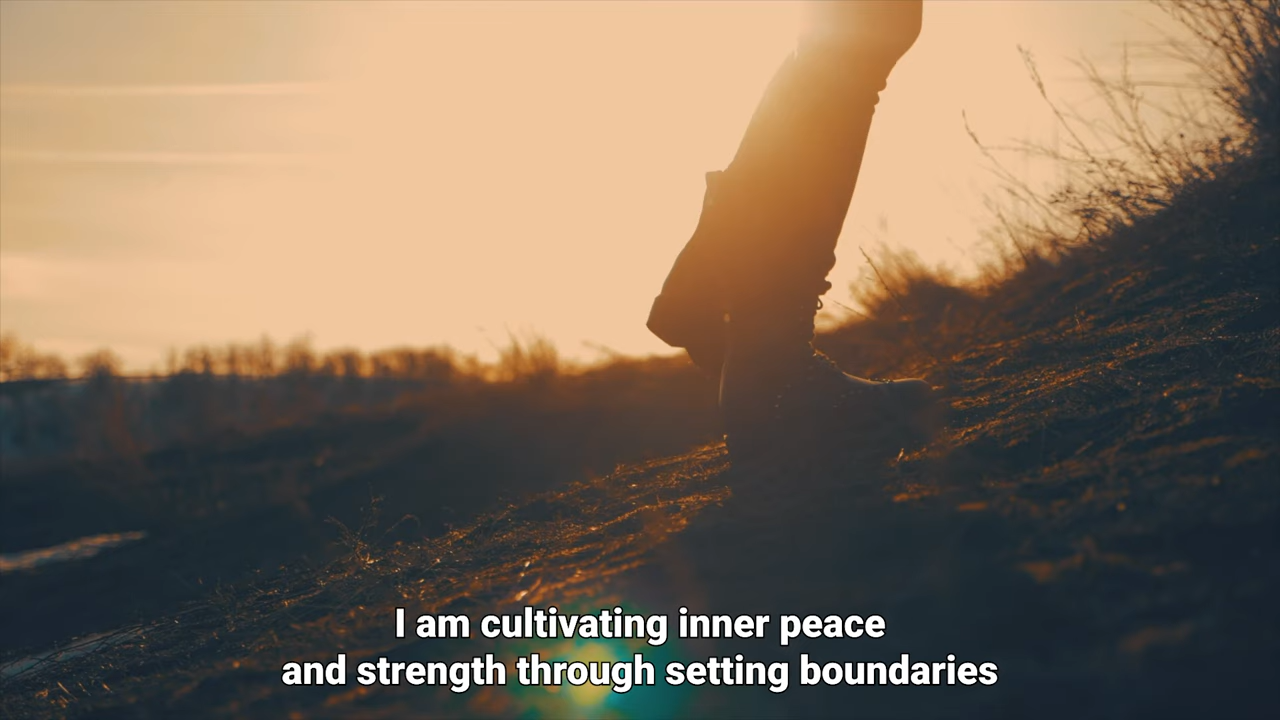 I am cultivating inner peace
and strength through setting boundaries